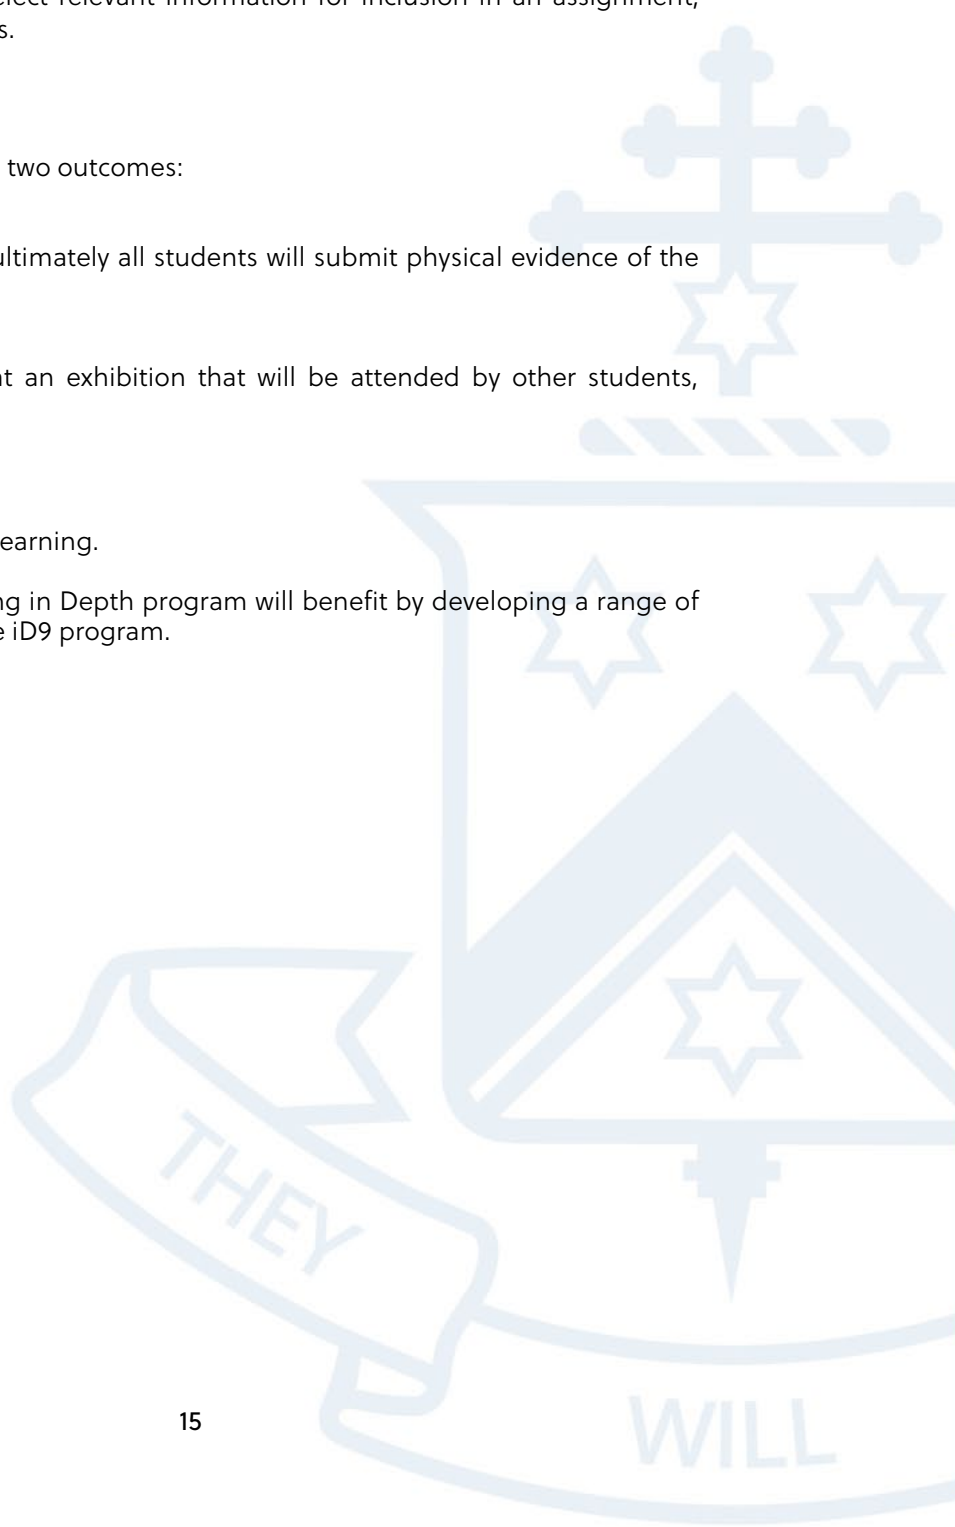 elect relevant information for inclusion in an assignment,
s.
two outcomes:
ultimately all students will submit physical evidence of the
at an exhibition that will be attended by other students,
earning.
ng in Depth program will benefit by developing a range of
e iD9 program.
THEY
15
WILL